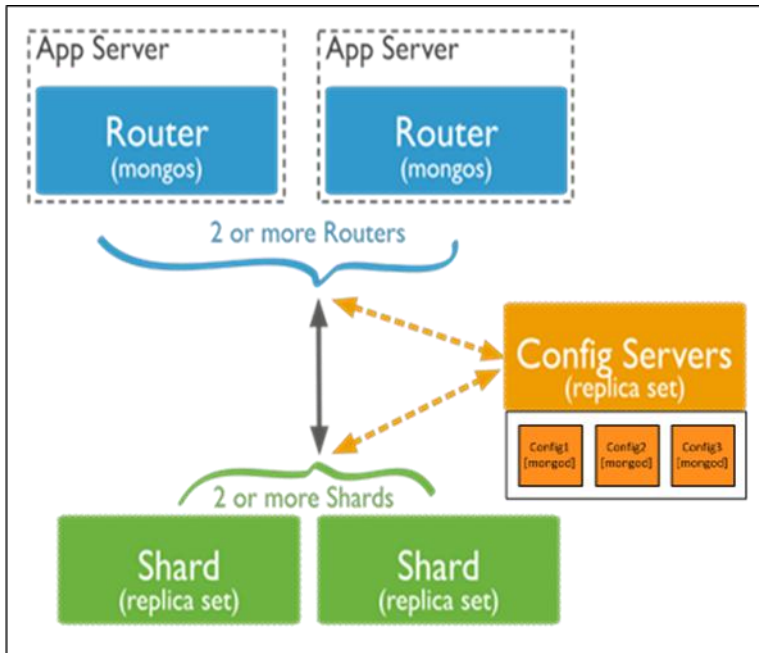 App Server
App Server
Router
(mongos)
Router
(mongos)
2 or more Routers
Config Servers
(replica set)
Config1
[mongod]
Config2
[mongod]
Config3
[mongod]
2 or more Shards
Shard
(replica set)
Shard
(replica set)